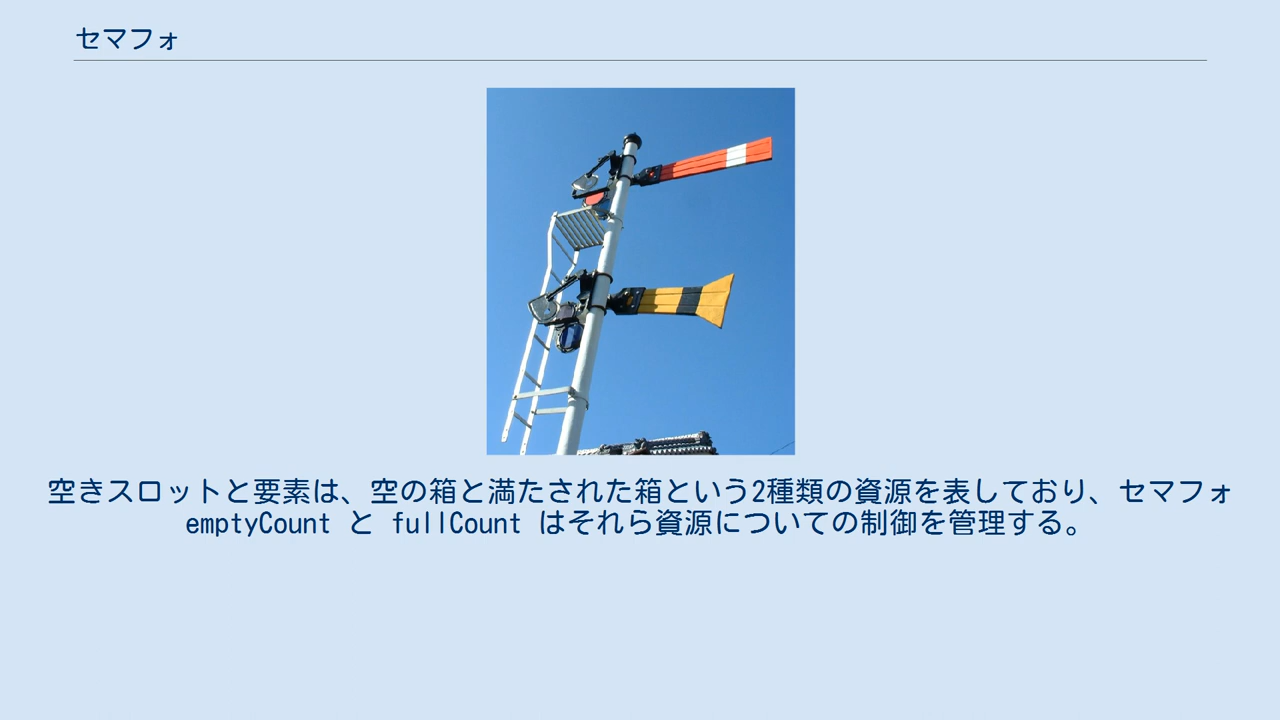 セマフォ
空きスロットと要素は、空の箱と満たされた箱という2種類の資源を表しており、セマフォ
emptyCount と fullCount はそれら資源についての制御を管理する。